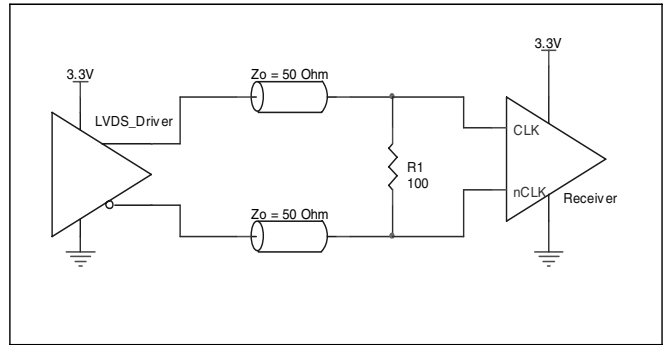 3.3V
LVDS_Driver
Zo = 50 Ohm
Zo = 50 Ohm
R1
100
3.3V
CLK
nCLK
Receiver